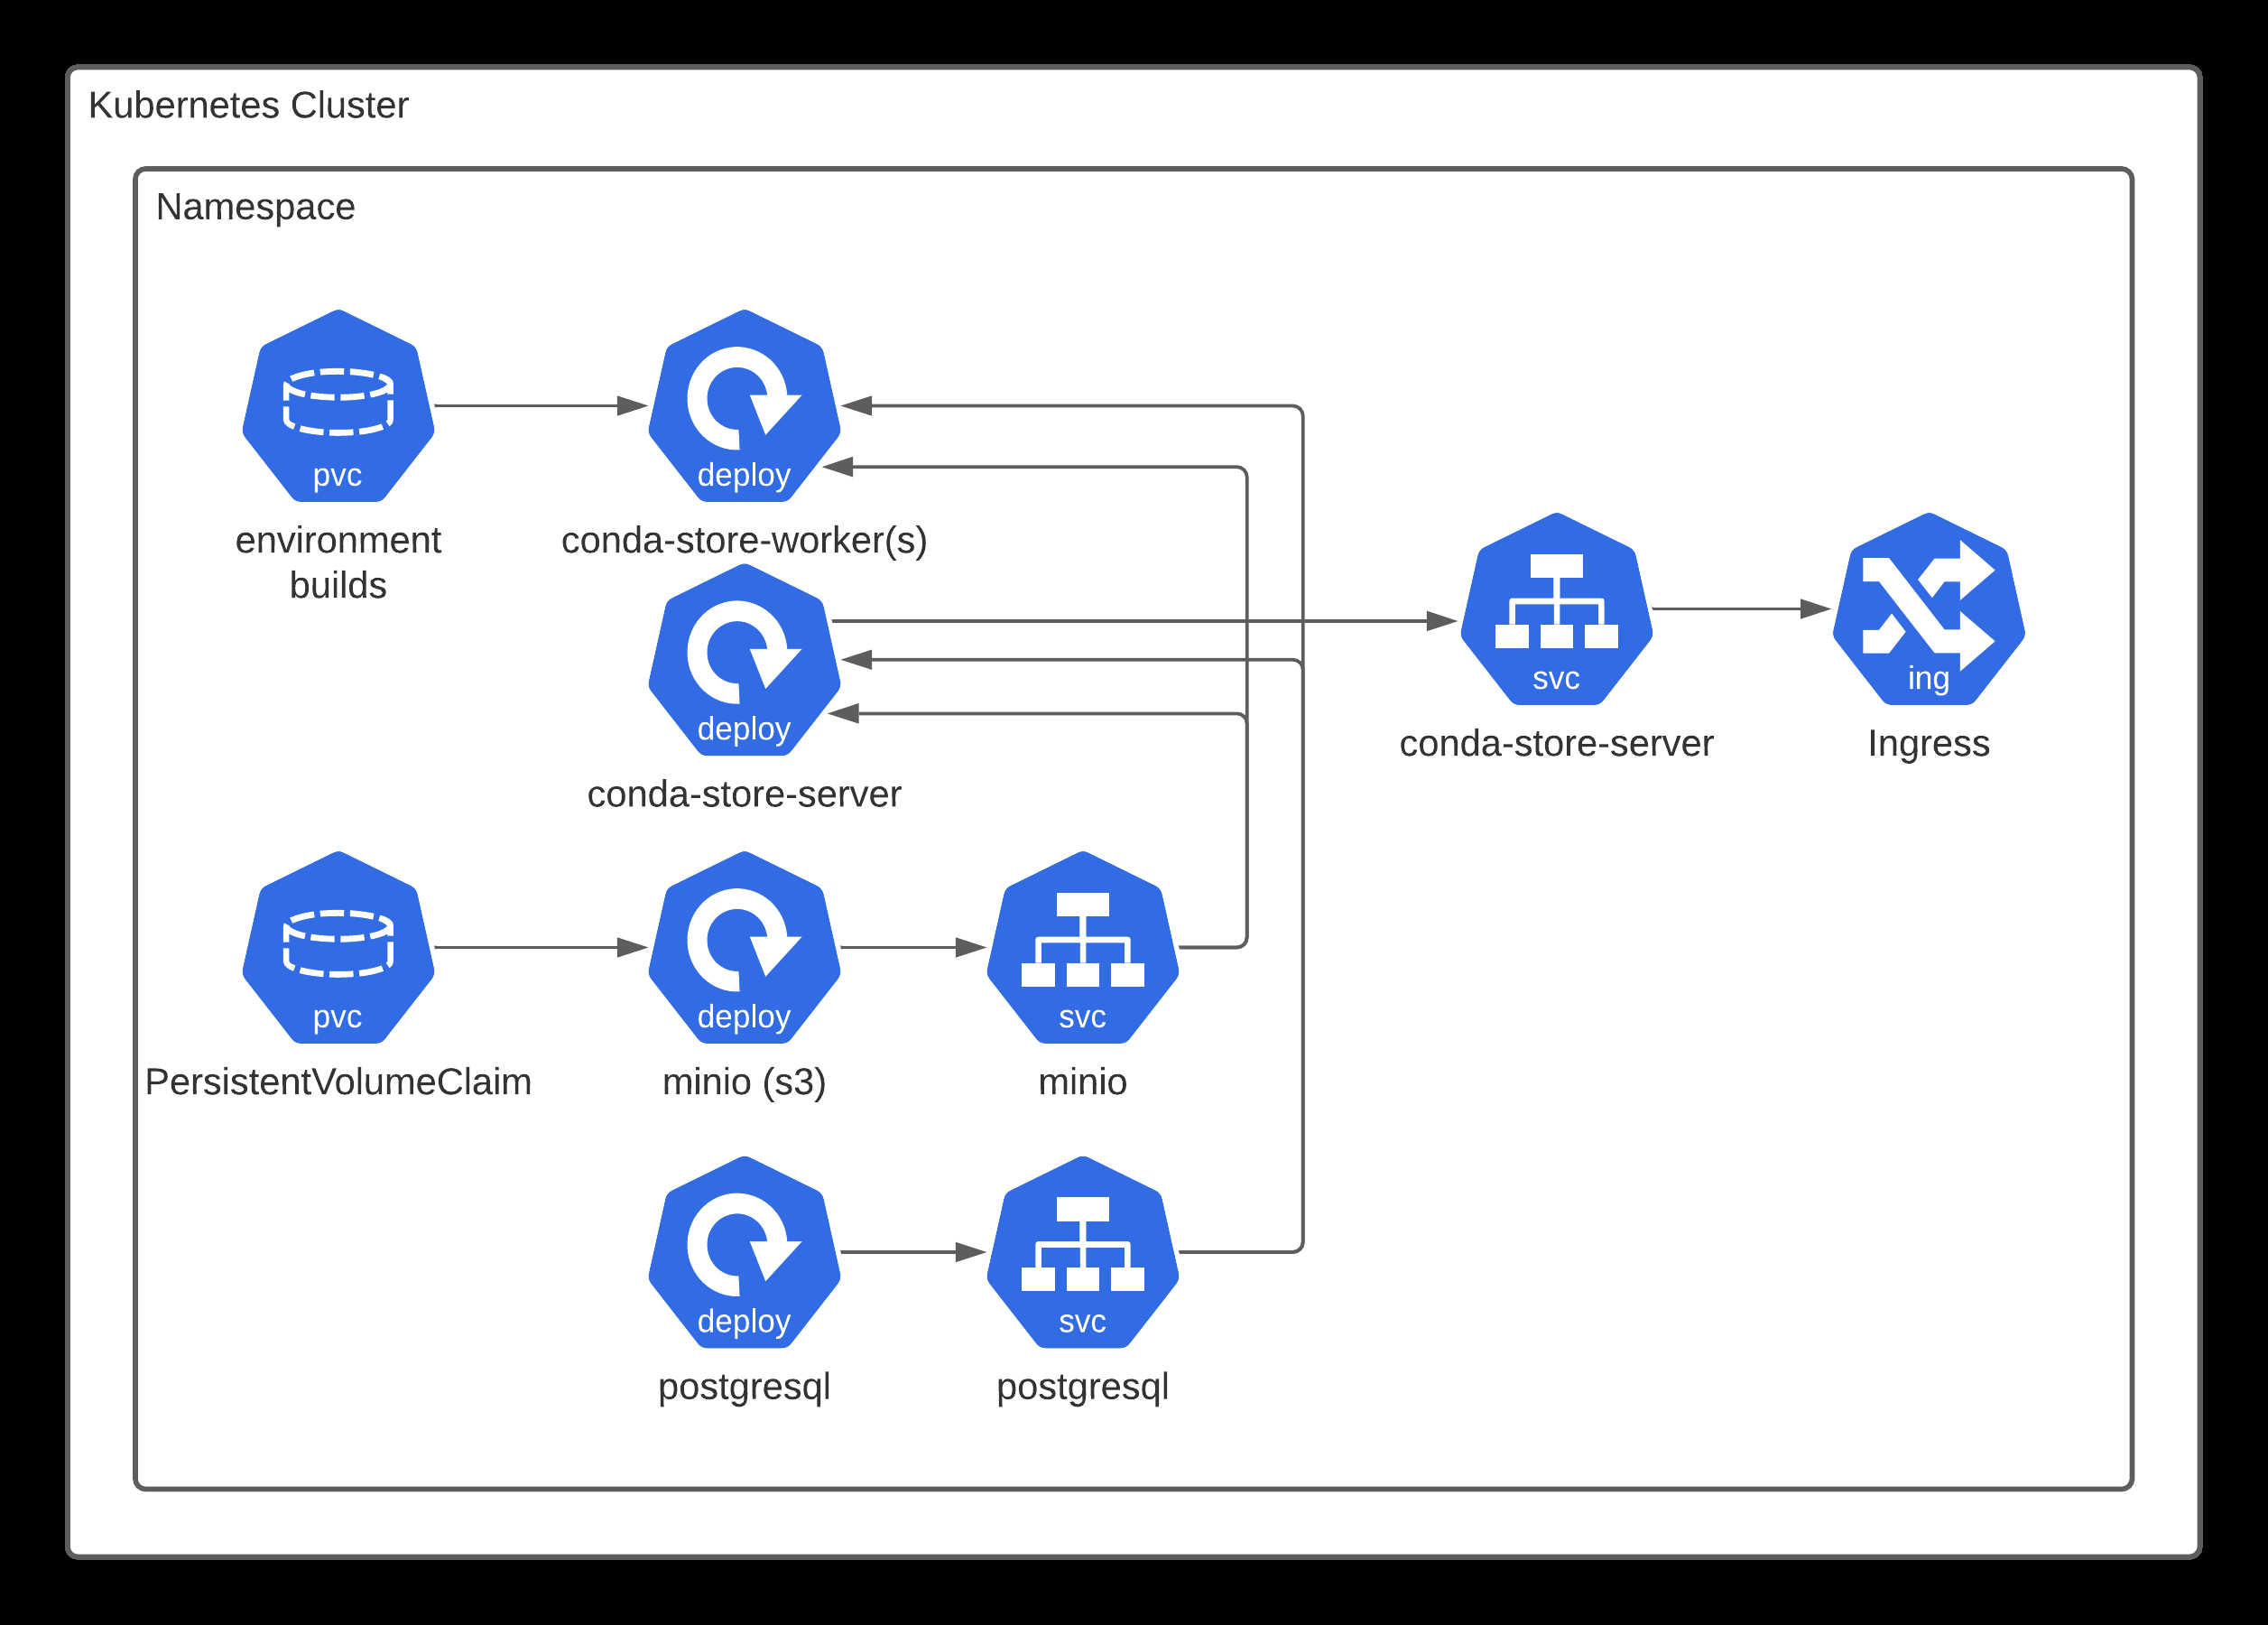 Kubernetes Cluster
Namespace
pvc
environment
builds
deploy
conda-store-worker(s)
deploy
conda-store-server
svc
conda-store-server
ing
Ingress
pvc
PersistentVolumeClaim
deploy
minio (s3)
svc
minio
deploy
postgresql
svc
postgresql